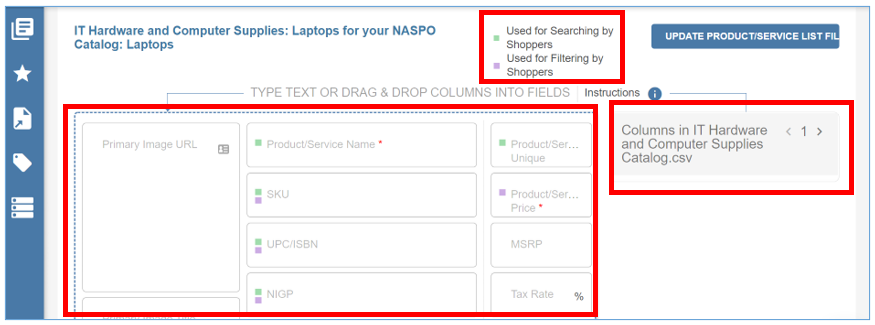 IT Hardware and Computer Supplies: Laptops for your NASPO
Catalog: Laptops
Used for Searching by
Shoppers
Used for Filtering by
Shoppers
UPDATE PRODUCT/SERVICE LIST FIL
TYPE TEXT OR DRAG & DROP COLUMNS INTO FIELDS
Instructions
Primary Image URL
Product/Service Name *
Product/Ser...
Unique
SKU
Product/Ser...
Price *
UPC/ISBN
MSRP
NIGP
Tax Rate %
Columns in IT Hardware
and Computer Supplies
Catalog.csv
< 1 >